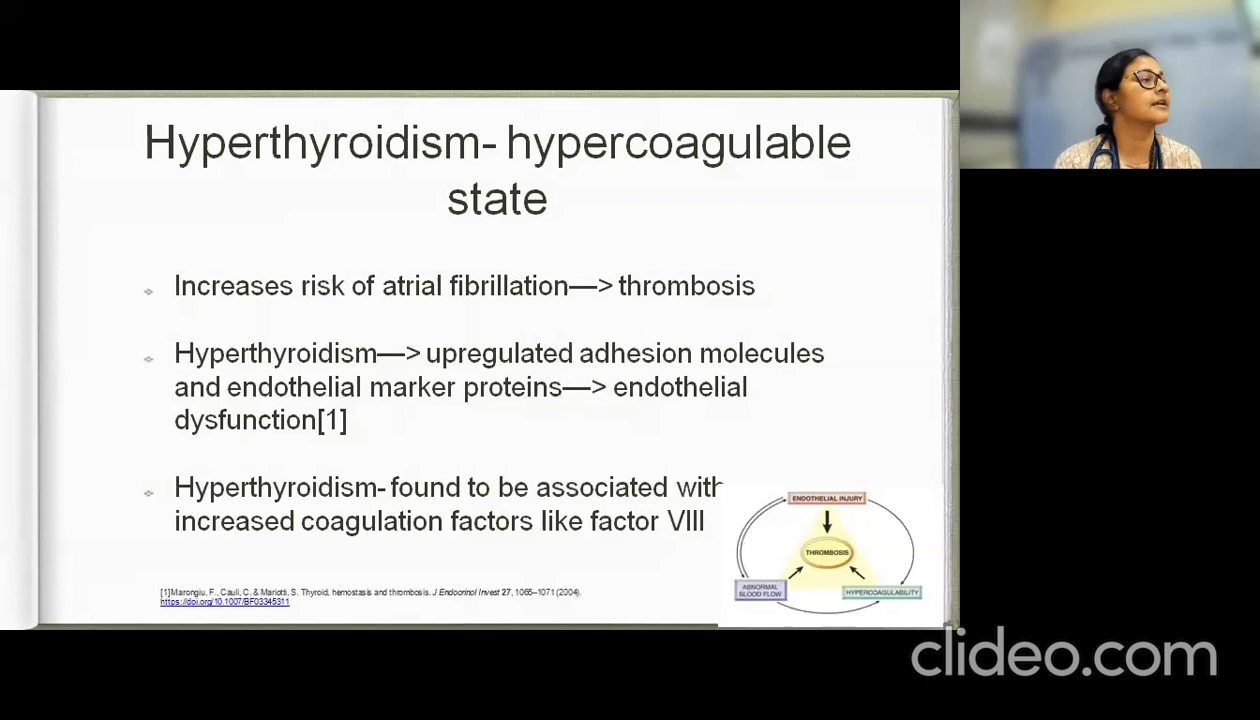 Hyperthyroidism- hypercoagulable
state
Increases risk of atrial fibrillation—> thrombosis
Hyperthyroidism—> upregulated adhesion molecules
and endothelial marker proteins—> endothelial
dysfunction[1]
Hyperthyroidism- found to be associated with
increased coagulation factors like factor VIII
ENDOTHELIAL INJURY
THROMBOSIS
ABNORMAL
BLOOD FLOW
HYPERCOAGULABILITY
[1]Marongiu, F., Cauli, C. & Mariotti, S. Thyroid, hemostasis and thrombosis. J Endocrinol Invest 27, 1065–1071 (2004).
https://doi.org/10.1007/BF03345311
clideo.com